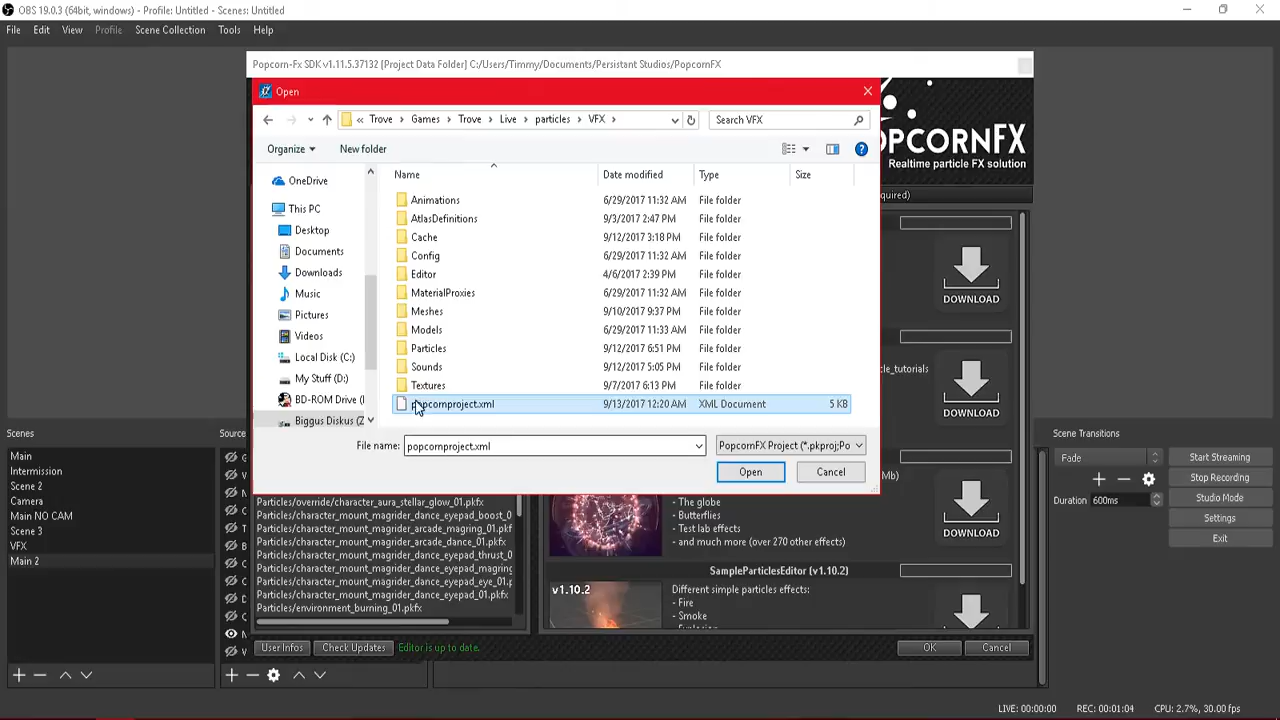 OBS 19.0.3 (64bit, windows) - Profile: Untitled - Scenes: Untitled
File Edit View Profile Scene Collection Tools Help
Popcorn-Fx SDK v1.11.5.37132 [Project Data Folder] C:/Users/Timmy/Documents/Persistant Studios/PopcornFX
Open
« Trove > Games > Trove > Live > particles > VFX >
Search VFX
Organize New folder
Name Date modified Type Size
OneDrive
This PC
Desktop
Documents
Downloads
Music
Pictures
Videos
Local Disk (C:)
My Stuff (D:)
BD-ROM Drive (
Biggus Diskus (Z
Animations 6/29/2017 11:32 AM File folder
AtlasDefinitions 9/3/2017 2:47 PM File folder
Cache 9/12/2017 3:18 PM File folder
Config 6/29/2017 11:32 AM File folder
Editor 4/6/2017 2:39 PM File folder
MaterialProxies 6/29/2017 11:32 AM File folder
Meshes 9/10/2017 9:37 PM File folder
Models 6/29/2017 11:33 AM File folder
Particles 9/12/2017 6:51 PM File folder
Sounds 9/12/2017 5:05 PM File folder
Textures 9/7/2017 6:13 PM File folder
popcornproject.xml 9/13/2017 12:20 AM XML Document 5 KB
File name: popcornproject.xml
PopcornFX Project (*.pkproj;Po
Open Cancel
OPCORNFX
Realtime particle FX solution
quired)
DOWNLOAD
cle_tutorials
DOWNLOAD
Mb)
- The globe
- Butterflies
- Test lab effects
- and much more (over 270 other effects)
DOWNLOAD
SampleParticlesEditor (v1.10.2)
v1.10.2
Different simple particles effects:
- Fire
- Smoke
Particles/override/character_aura_stellar_glow_01.pkfx
Particles/character_mount_magrider_dance_eyepad_boost_0
Particles/character_mount_magrider_arcade_magring_01.pkf
Particles/character_mount_magrider_arcade_dance_01.pkfx
Particles/character_mount_magrider_dance_eyepad_thrust_0
Particles/character_mount_magrider_dance_eyepad_magring
Particles/character_mount_magrider_dance_eyepad_eye_01.p
Particles/character_mount_magrider_dance_eyepad_01.pkfx
Particles/environment_burning_01.pkfx
User Infos Check Updates Editor is up to date.
OK Cancel
Scenes
Main
Intermission
Scene 2
Camera
Main NO CAM
Scene 3
VFX
Main 2
Source
Scene Transitions
Fade
Duration 600ms
Start Streaming
Stop Recording
Studio Mode
Settings
Exit
LIVE: 00:00:00 REC: 00:01:04 CPU: 2.7%, 30.00 fps